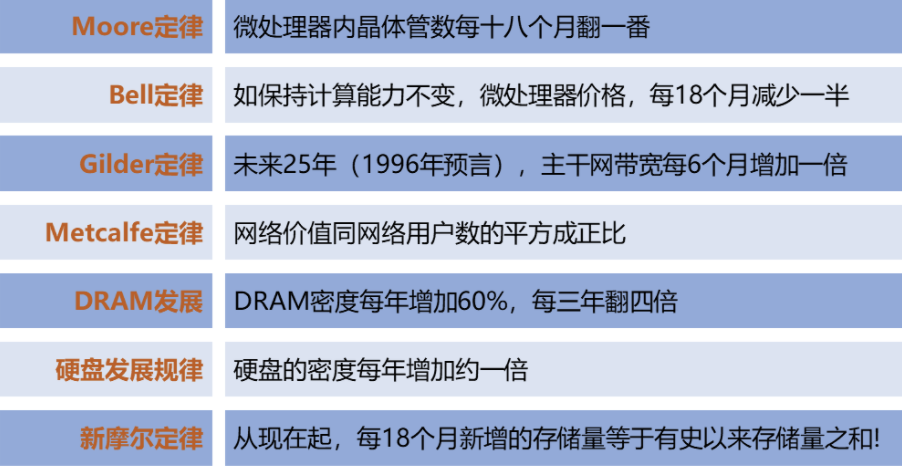 Moore定律 微处理器内晶体管数每十八个月翻一番
Bell定律 如保持计算能力不变，微处理器价格，每18个月减少一半
Gilder定律 未来25年（1996年预言），主干网带宽每6个月增加一倍
Metcalfe定律 网络价值同网络用户数的平方成正比
DRAM发展 DRAM密度每年增加60%，每三年翻四倍
硬盘发展规律 硬盘的密度每年增加约一倍
新摩尔定律 从现在起，每18个月新增的存储量等于有史以来存储量之和!